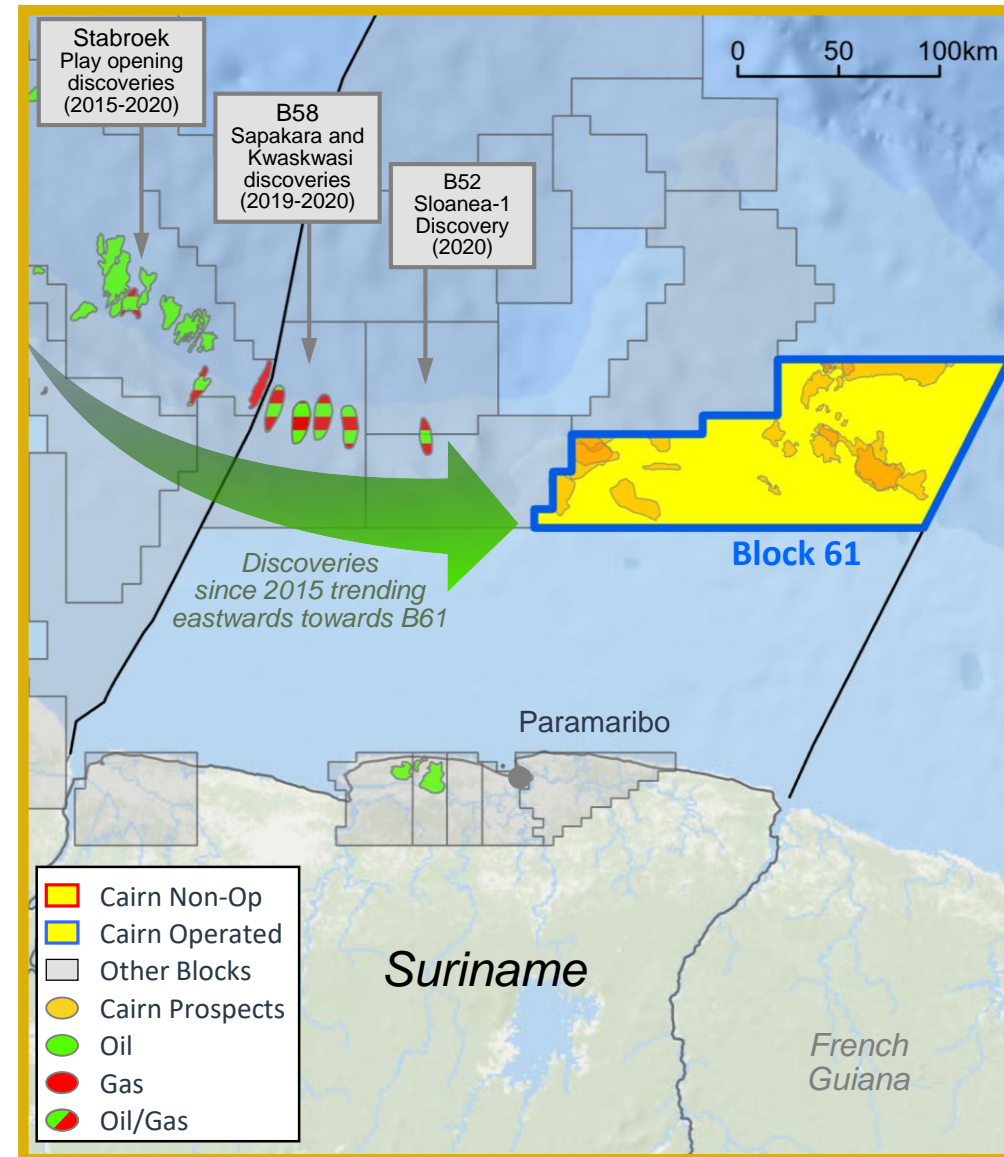 Stabroek
Play opening
discoveries
(2015-2020)
B58
Sapakara and
Kwaskwasi
discoveries
(2019-2020)
B52
Sloanea-1
Discovery
(2020)
0 50 100km
Block 61
Discoveries
since 2015 trending
eastwards towards B61
Paramaribo
Suriname
French
Guiana
Cairn Non-Op
Cairn Operated
Other Blocks
Cairn Prospects
Oil
Gas
Oil/Gas